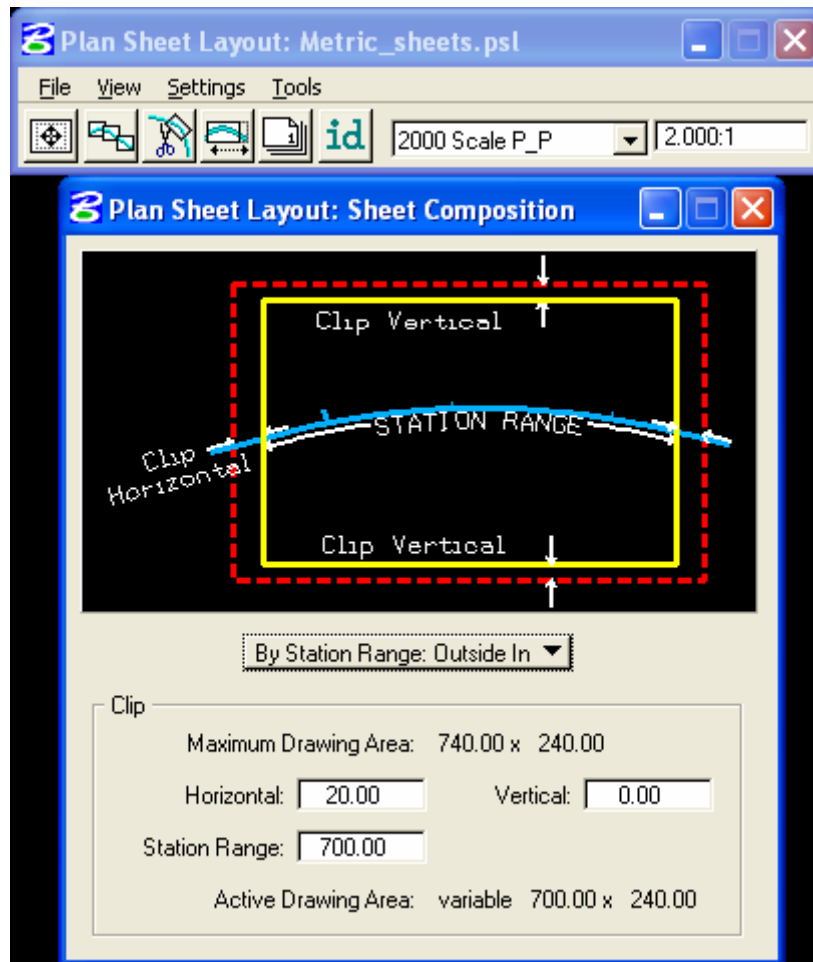 Plan Sheet Layout: Metric_sheets.psl
File View Settings Tools
1 id 2000 Scale P_P 2.000:1
Plan Sheet Layout: Sheet Composition
Clip Vertical
STATION RANGE
Clip
Horizontal
Clip Vertical
By Station Range: Outside In
Clip
Maximum Drawing Area: 740.00 x 240.00
Horizontal: 20.00 Vertical: 0.00
Station Range: 700.00
Active Drawing Area: variable 700.00 x 240.00